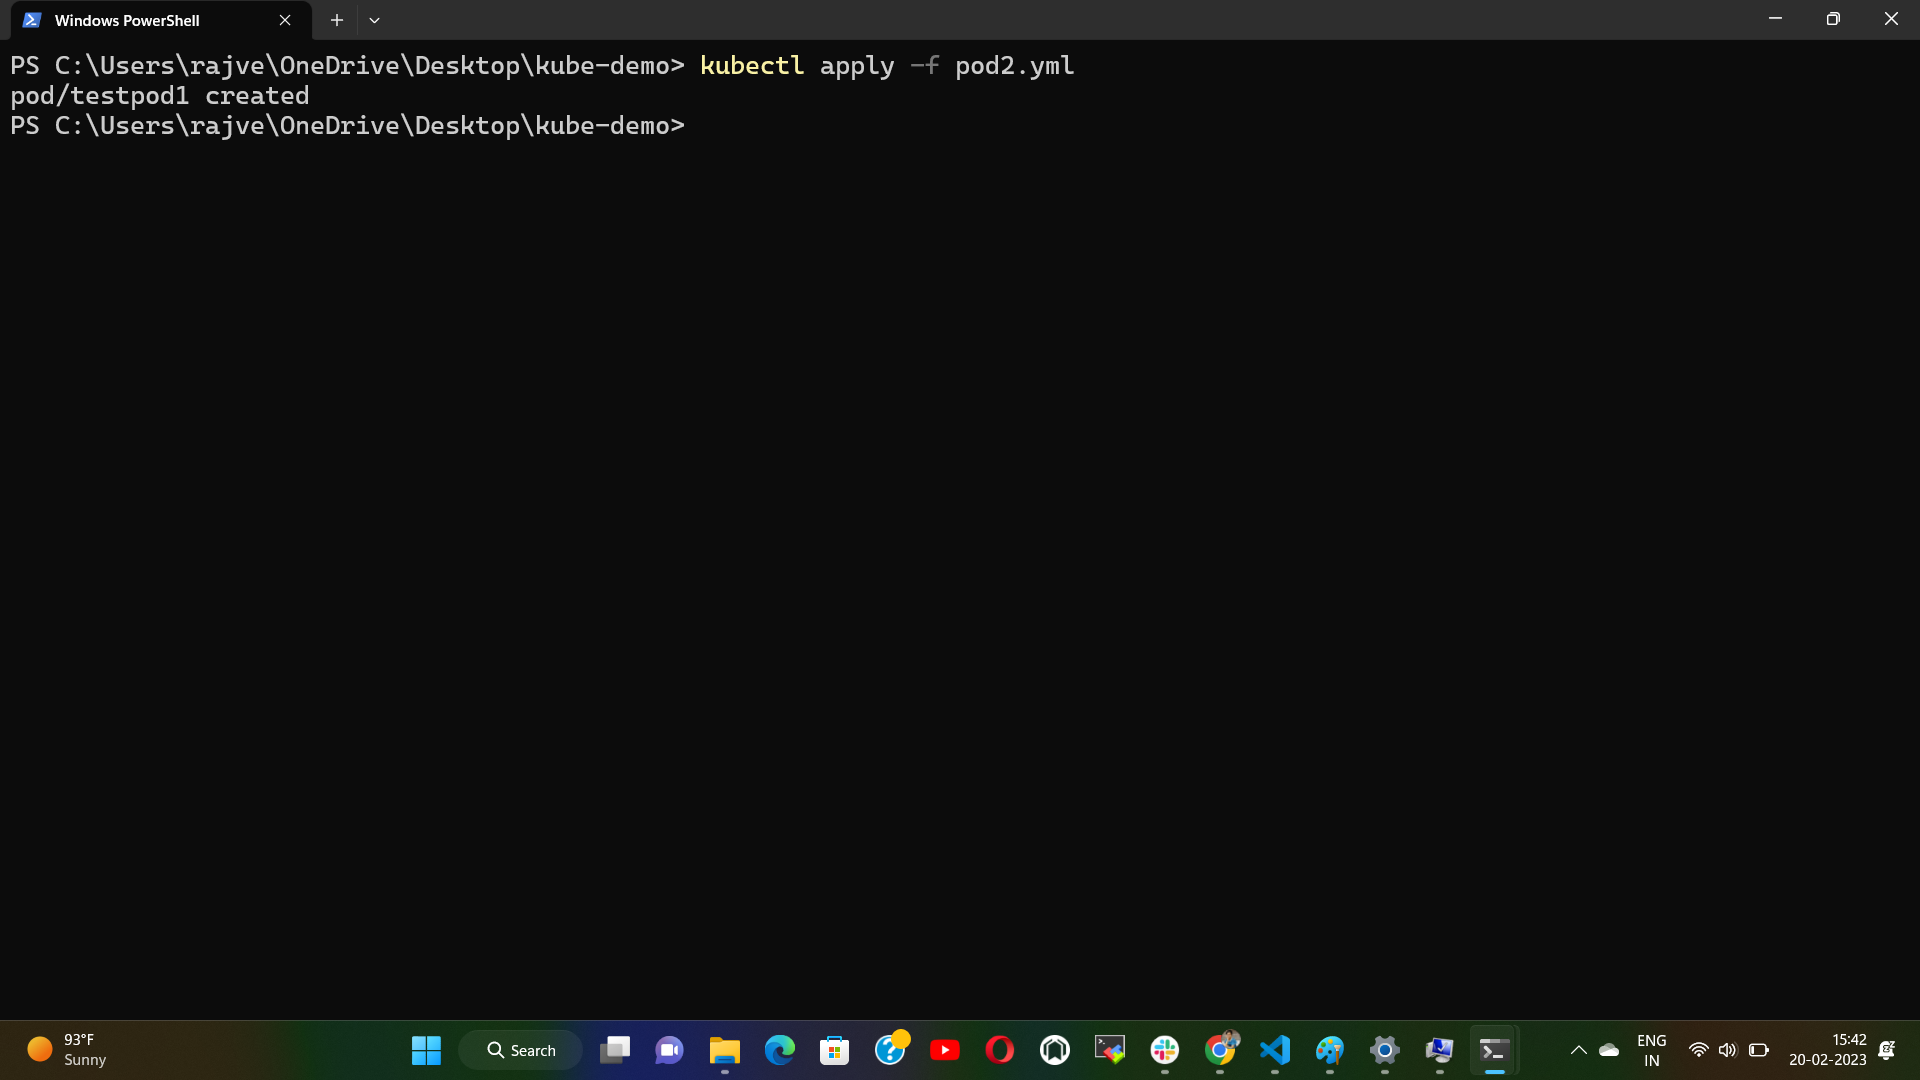 Windows PowerShell
PS C:\Users\rajve\OneDrive\Desktop\kube-demo> kubectl apply -f pod2.yml
pod/testpod1 created
PS C:\Users\rajve\OneDrive\Desktop\kube-demo>
93°F
Sunny
Search
ENG
IN
15:42
20-02-2023